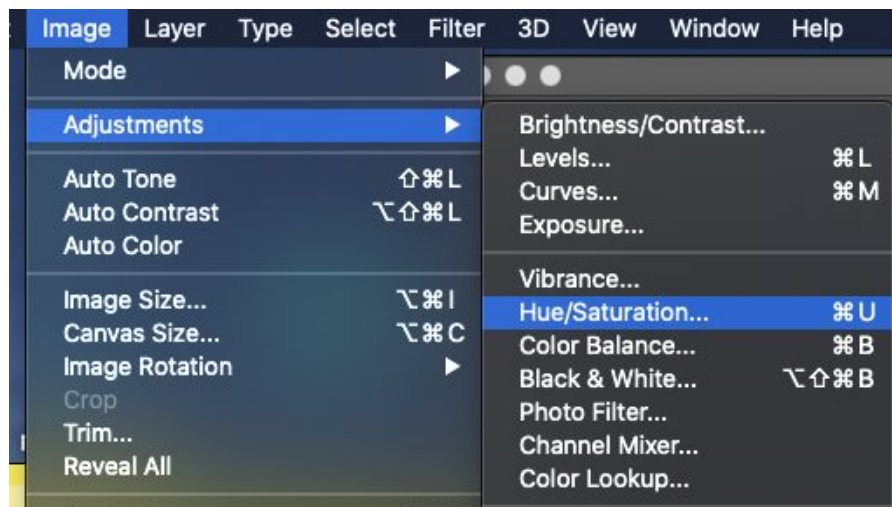 Image Layer Type Select Filter 3D View Window Help
Mode ▶
Adjustments ▶
Auto Tone ⇧⌘L
Auto Contrast ⌥⇧⌘L
Auto Color
Image Size... ⌥⌘I
Canvas Size... ⌥⌘C
Image Rotation ▶
Crop
Trim...
Reveal All
Brightness/Contrast...
Levels... ⌘L
Curves... ⌘M
Exposure...
Vibrance...
Hue/Saturation... ⌘U
Color Balance... ⌘B
Black & White... ⌥⇧⌘B
Photo Filter...
Channel Mixer...
Color Lookup...